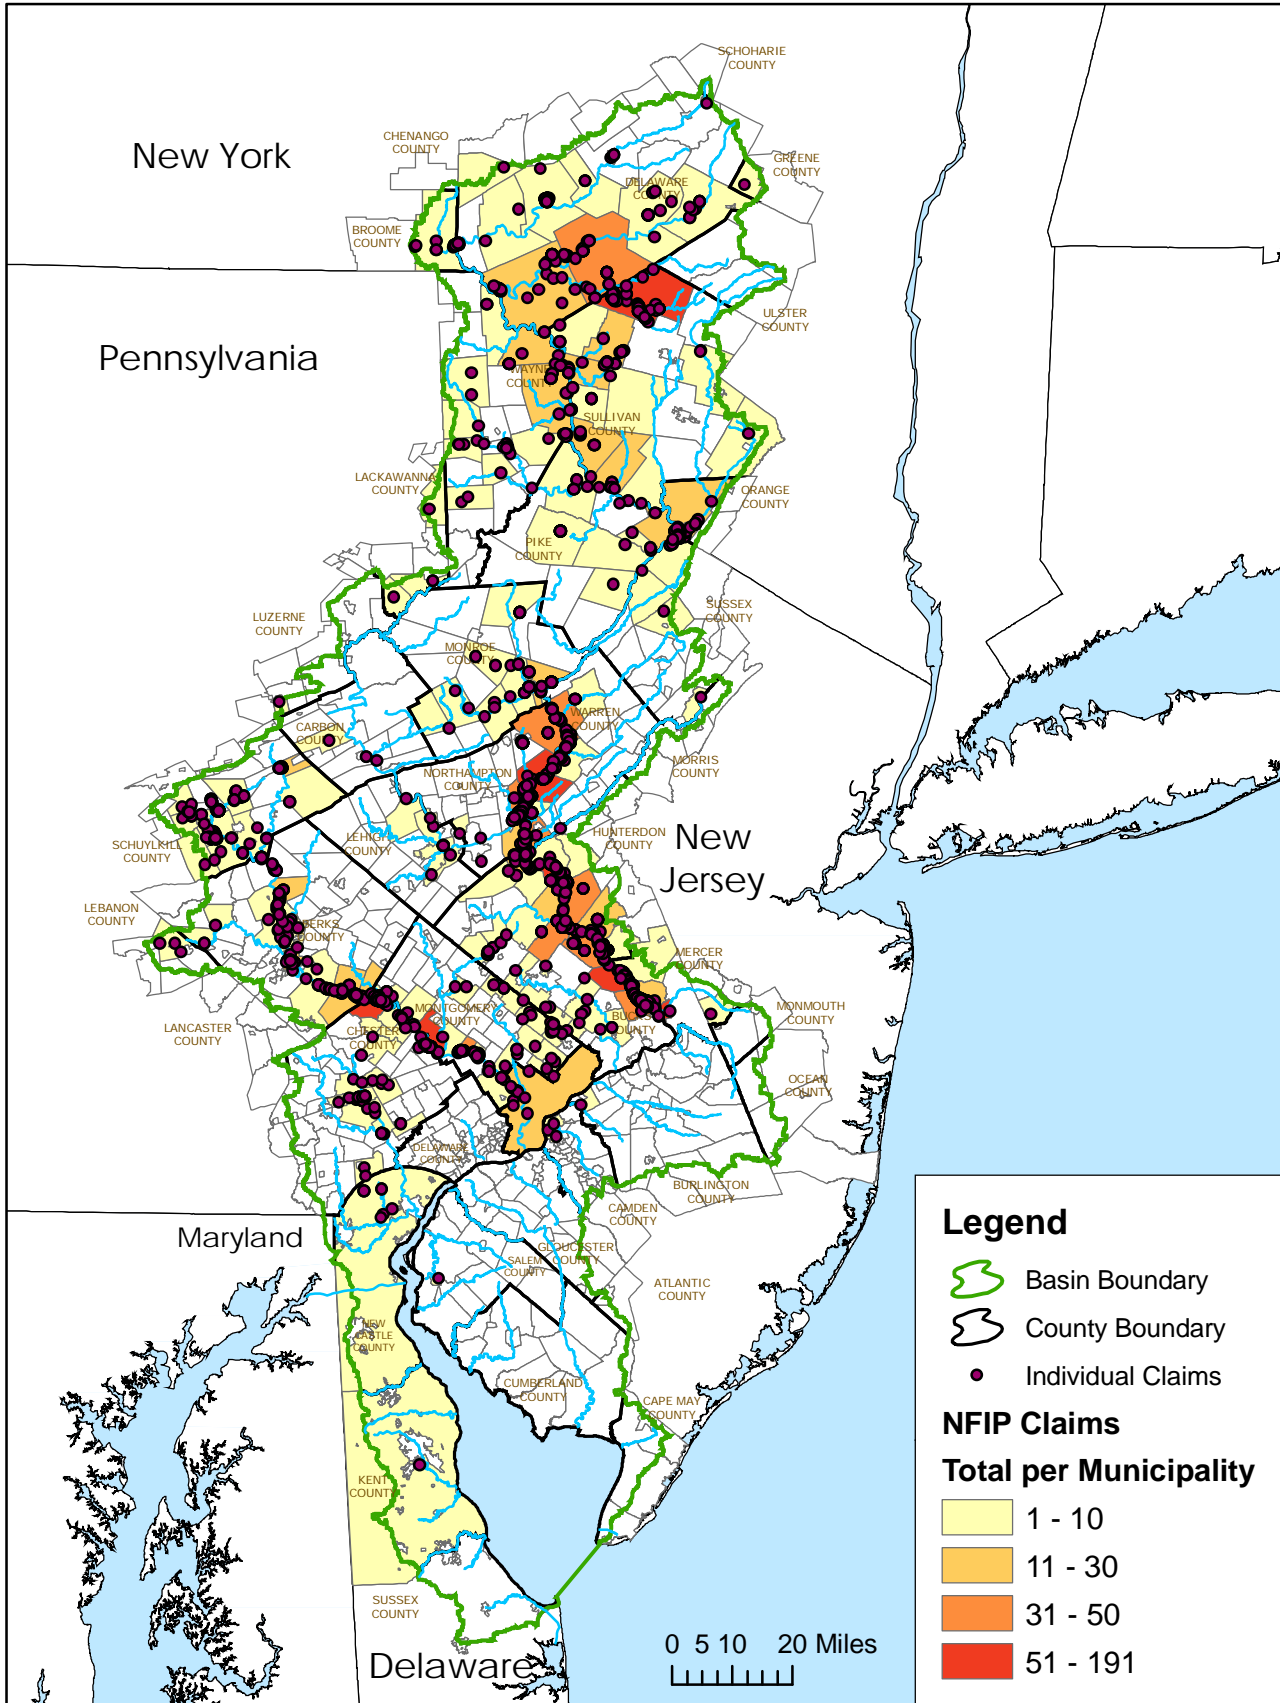 SCHOHARIE
COUNTY
CHENANGO
COUNTY
New York
GREENE
COUNTY
DELAWARE
COUNTY
BROOME
COUNTY
ULSTER
COUNTY
Pennsylvania
WAYNE
COUNTY
SULLIVAN
COUNTY
LACKAWANNA
COUNTY
ORANGE
COUNTY
PIKE
COUNTY
SUSSEX
COUNTY
LUZERNE
COUNTY
MONROE
COUNTY
WARREN
COUNTY
CARBON
COUNTY
MORRIS
COUNTY
NORTHAMPTON
COUNTY
HUNTERDON
COUNTY
New
Jersey
LEHIGH
COUNTY
SCHUYLKILL
COUNTY
LEBANON
COUNTY
BERKS
COUNTY
MERCER
COUNTY
MONMOUTH
COUNTY
MONTGOMERY
COUNTY
BUCKS
COUNTY
LANCASTER
COUNTY
CHESTER
COUNTY
OCEAN
COUNTY
DELAWARE
COUNTY
BURLINGTON
COUNTY
CAMDEN
COUNTY
Maryland
GLOUCESTER
COUNTY
SALEM
COUNTY
ATLANTIC
COUNTY
NEW
CASTLE
COUNTY
CUMBERLAND
COUNTY
CAPE MAY
COUNTY
KENT
COUNTY
SUSSEX
COUNTY
Delaware
0 5 10 20 Miles
Legend
Basin Boundary
County Boundary
Individual Claims
NFIP Claims
Total per Municipality
1 - 10
11 - 30
31 - 50
51 - 191